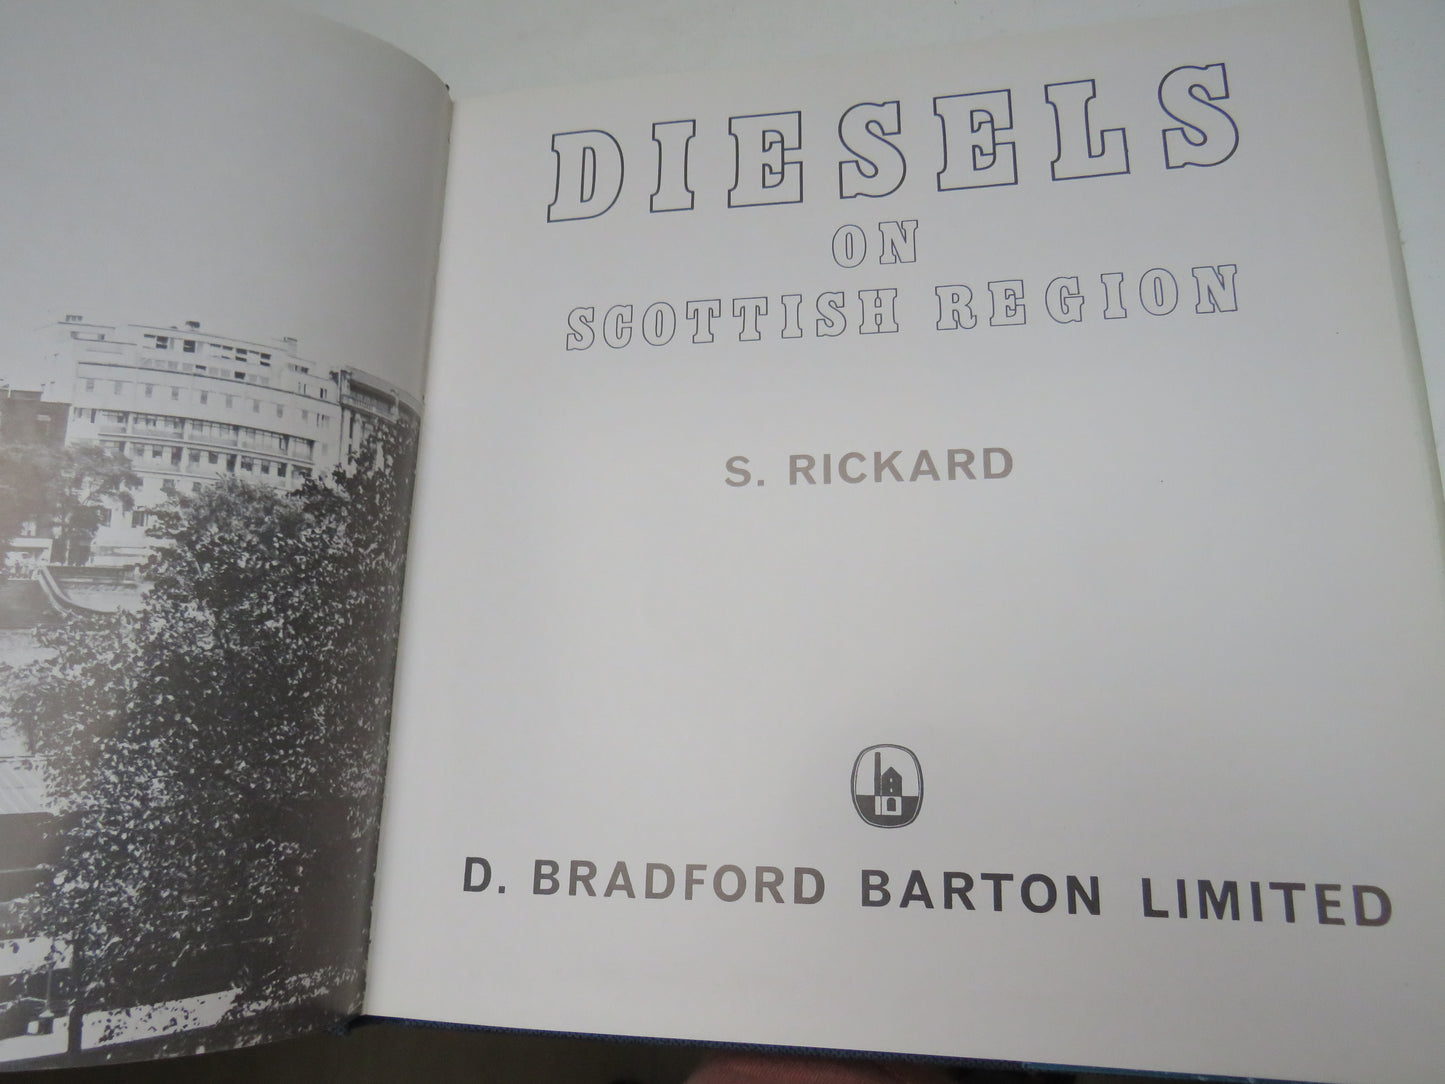 DIESELS
ON
SCOTTISH REGION
S. RICKARD
D. BRADFORD BARTON LIMITED